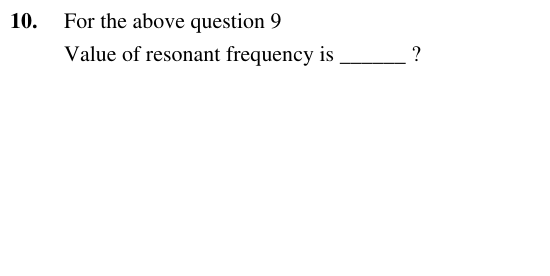 10. For the above question 9
Value of resonant frequency is ______ ?